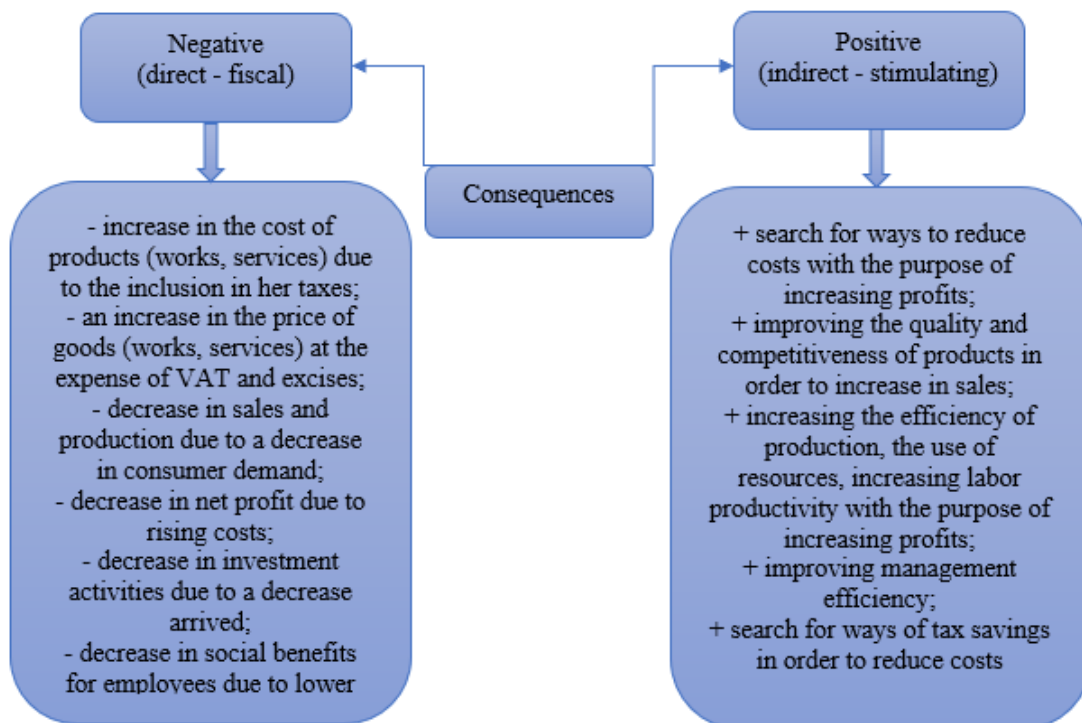 Negative
(direct - fiscal)
Positive
(indirect - stimulating)
Consequences
- increase in the cost of
products (works, services) due
to the inclusion in her taxes;
- an increase in the price of
goods (works, services) at the
expense of VAT and excises;
- decrease in sales and
production due to a decrease
in consumer demand;
- decrease in net profit due to
rising costs;
- decrease in investment
activities due to a decrease
arrived;
- decrease in social benefits
for employees due to lower
+ search for ways to reduce
costs with the purpose of
increasing profits;
+ improving the quality and
competitiveness of products in
order to increase in sales;
+ increasing the efficiency of
production, the use of
resources, increasing labor
productivity with the purpose of
increasing profits;
+ improving management
efficiency;
+ search for ways of tax savings
in order to reduce costs